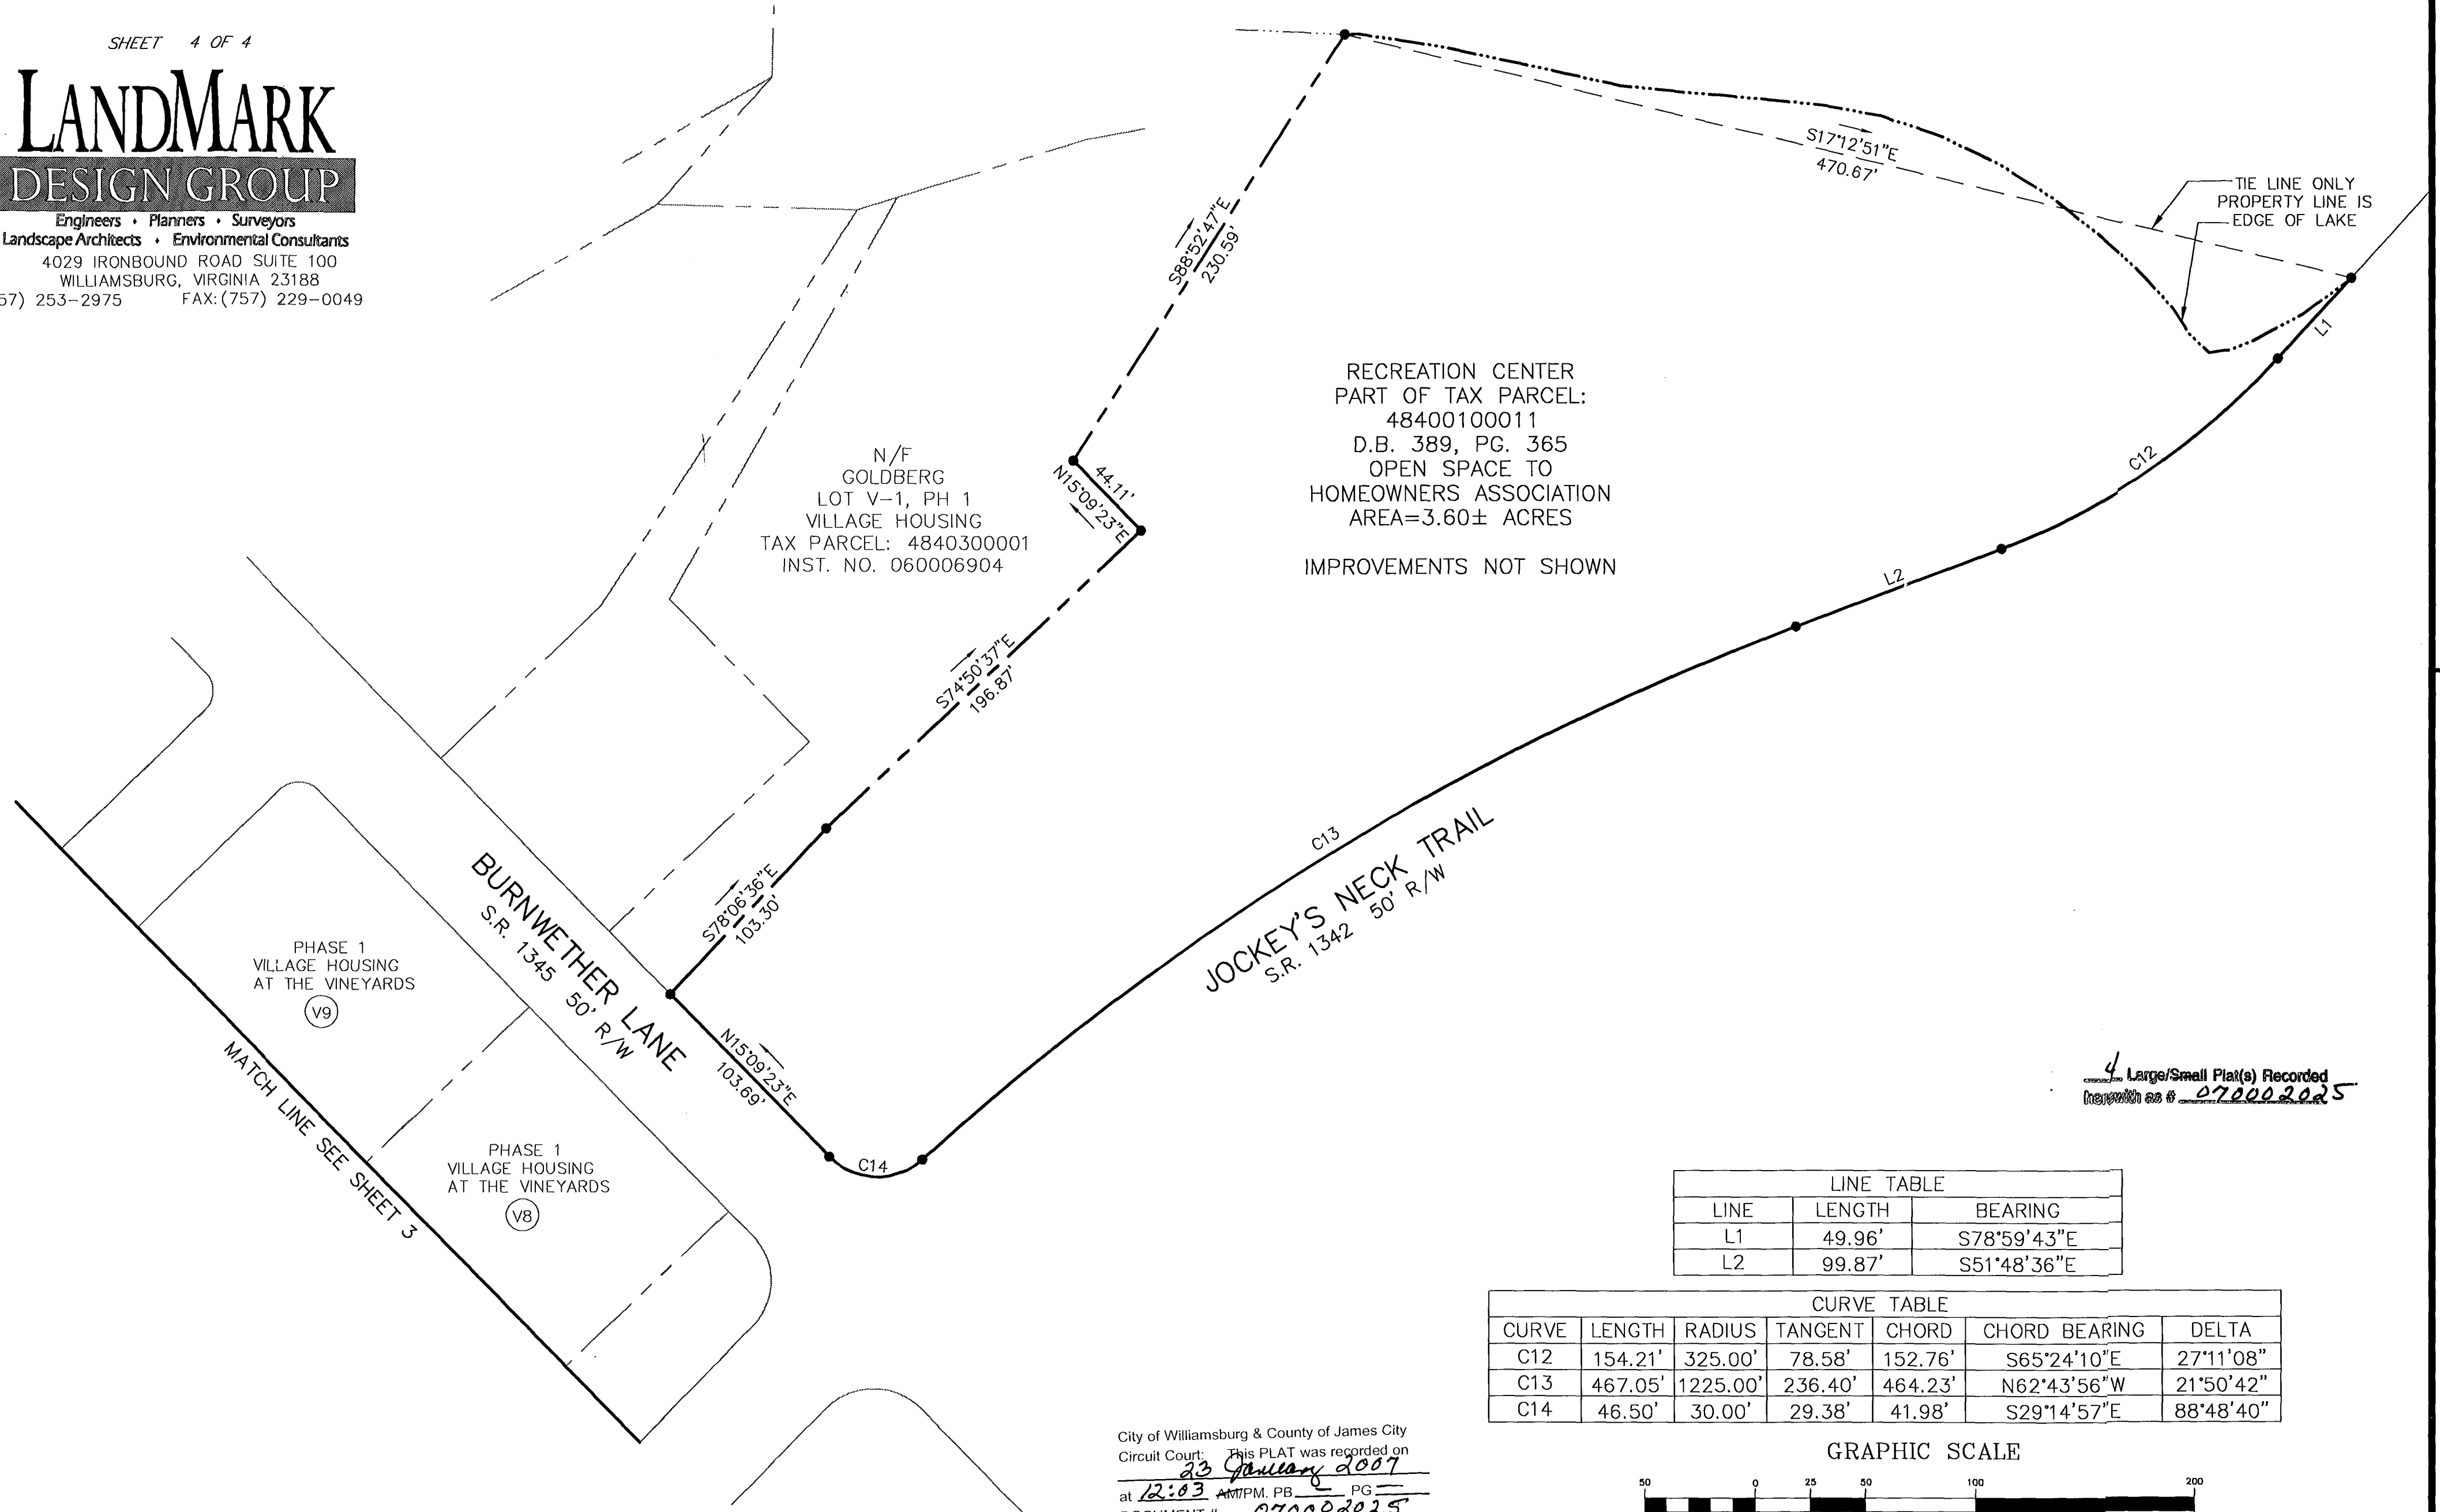 SHEET 4 OF 4
LANDMARK
DESIGN GROUP
Engineers • Planners • Surveyors
Landscape Architects • Environmental Consultants
4029 IRONBOUND ROAD SUITE 100
WILLIAMSBURG, VIRGINIA 23188
57) 253-2975 FAX:(757) 229-0049
S17°12'51"E
470.67'
TIE LINE ONLY
PROPERTY LINE IS
EDGE OF LAKE
L1
S88°52'47"E
230.59'
RECREATION CENTER
PART OF TAX PARCEL:
48400100011
D.B. 389, PG. 365
OPEN SPACE TO
HOMEOWNERS ASSOCIATION
AREA=3.60± ACRES
IMPROVEMENTS NOT SHOWN
N/F
GOLDBERG
LOT V-1, PH 1
VILLAGE HOUSING
TAX PARCEL: 4840300001
INST. NO. 060006904
44.11'
N15°09'23"E
C12
L2
S74°50'37"E
196.87'
C13
JOCKEY'S NECK TRAIL
S.R. 1342 50' R/W
S78°06'36"E
103.30'
BURNWETHER LANE
S.R. 1345 50' R/W
N15°09'23"E
103.69'
C14
PHASE 1
VILLAGE HOUSING
AT THE VINEYARDS
V9
MATCH LINE SEE SHEET 3
PHASE 1
VILLAGE HOUSING
AT THE VINEYARDS
V8
4 Large/Small Plat(s) Recorded
herewith as # 070002025
LINE TABLE
LINE LENGTH BEARING
L1 49.96' S78°59'43"E
L2 99.87' S51°48'36"E
CURVE TABLE
CURVE LENGTH RADIUS TANGENT CHORD CHORD BEARING DELTA
C12 154.21' 325.00' 78.58' 152.76' S65°24'10"E 27°11'08"
C13 467.05' 1225.00' 236.40' 464.23' N62°43'56"W 21°50'42"
C14 46.50' 30.00' 29.38' 41.98' S29°14'57"E 88°48'40"
GRAPHIC SCALE
50 0 25 50 100 200
City of Williamsburg & County of James City
Circuit Court: This PLAT was recorded on
23 January 2007
at 12:03 AM/PM. PB — PG —
DOCUMENT # 070002025